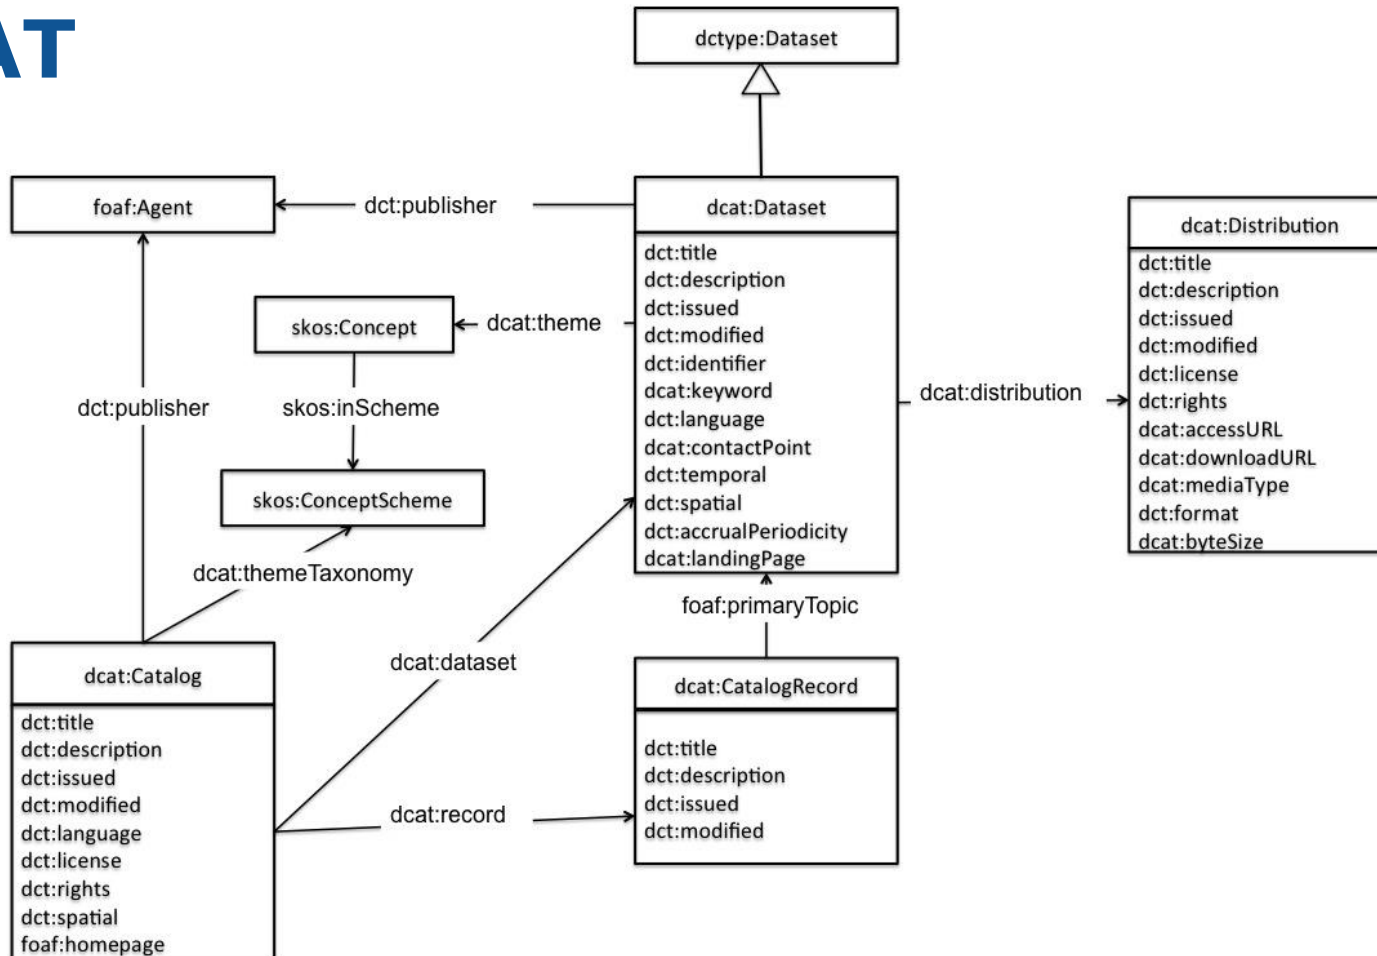 AT
dctype:Dataset
foaf:Agent
dct:publisher
dcat:Dataset
dct:title
dct:description
dct:issued
dct:modified
dct:identifier
dcat:keyword
dct:language
dcat:contactPoint
dct:temporal
dct:spatial
dct:accrualPeriodicity
dcat:landingPage
dcat:Distribution
dct:title
dct:description
dct:issued
dct:modified
dct:license
dct:rights
dcat:accessURL
dcat:downloadURL
dcat:mediaType
dct:format
dcat:byteSize
skos:Concept
dcat:theme
dcat:distribution
dct:publisher
skos:inScheme
skos:ConceptScheme
dcat:themeTaxonomy
foaf:primaryTopic
dcat:dataset
dcat:Catalog
dct:title
dct:description
dct:issued
dct:modified
dct:language
dct:license
dct:rights
dct:spatial
foaf:homepage
dcat:record
dcat:CatalogRecord
dct:title
dct:description
dct:issued
dct:modified